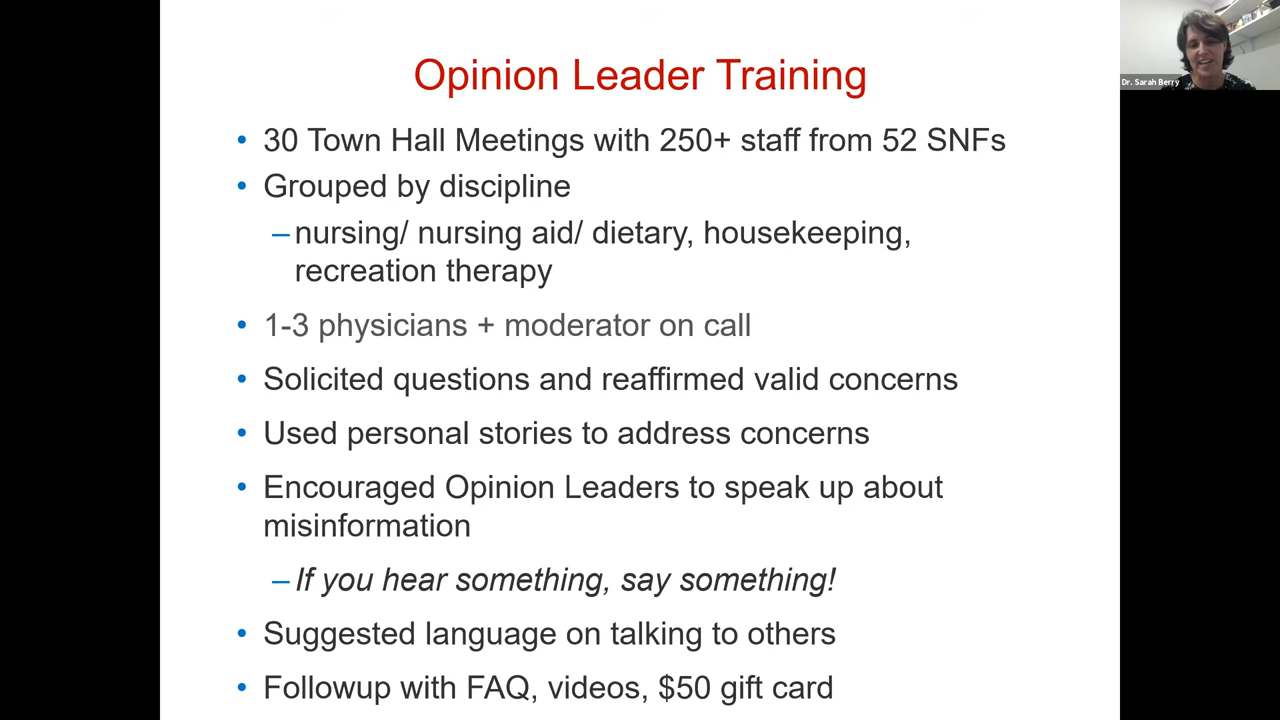 Opinion Leader Training
• 30 Town Hall Meetings with 250+ staff from 52 SNFs
• Grouped by discipline
–nursing/ nursing aid/ dietary, housekeeping,
recreation therapy
• 1-3 physicians + moderator on call
• Solicited questions and reaffirmed valid concerns
• Used personal stories to address concerns
• Encouraged Opinion Leaders to speak up about
misinformation
–If you hear something, say something!
• Suggested language on talking to others
• Followup with FAQ, videos, $50 gift card
Dr. Sarah Berry